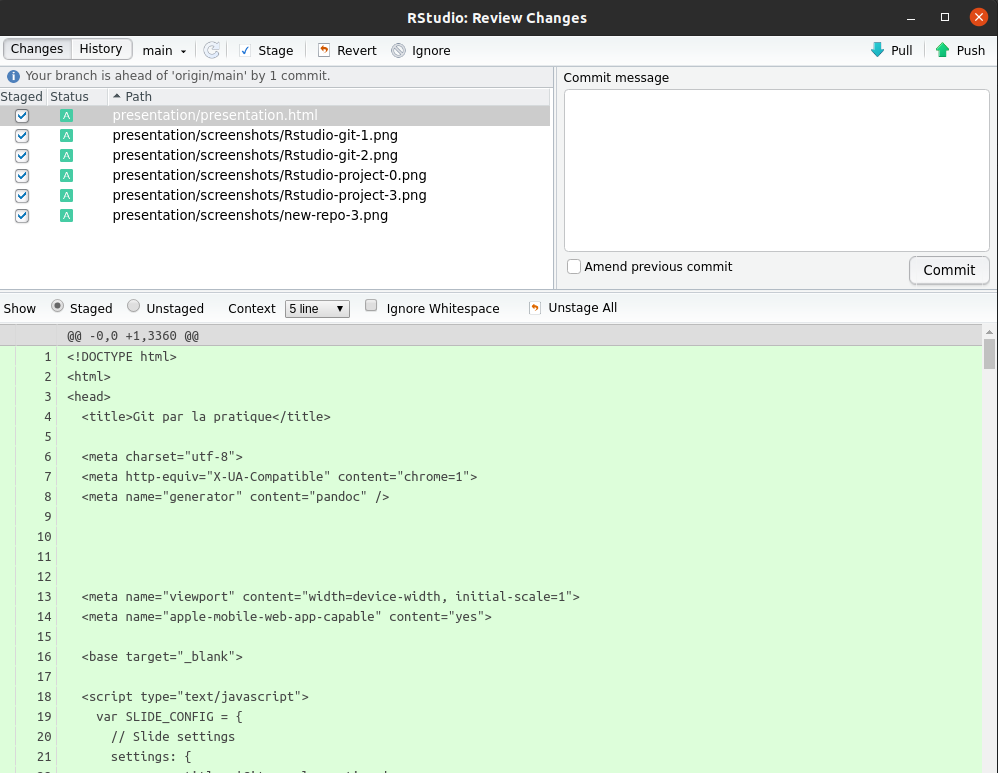 RStudio: Review Changes
Changes History main Stage Revert Ignore Pull Push
Your branch is ahead of 'origin/main' by 1 commit.
Staged Status Path
A presentation/presentation.html
A presentation/screenshots/Rstudio-git-1.png
A presentation/screenshots/Rstudio-git-2.png
A presentation/screenshots/Rstudio-project-0.png
A presentation/screenshots/Rstudio-project-3.png
A presentation/screenshots/new-repo-3.png
Commit message
Amend previous commit
Commit
Show Staged Unstaged Context 5 line Ignore Whitespace Unstage All
@@ -0,0 +1,3360 @@
1 <!DOCTYPE html>
2 <html>
3 <head>
4 <title>Git par la pratique</title>
5
6 <meta charset="utf-8">
7 <meta http-equiv="X-UA-Compatible" content="chrome=1">
8 <meta name="generator" content="pandoc" />
9
10
11
12
13 <meta name="viewport" content="width=device-width, initial-scale=1">
14 <meta name="apple-mobile-web-app-capable" content="yes">
15
16 <base target="_blank">
17
18 <script type="text/javascript">
19 var SLIDE_CONFIG = {
20 // Slide settings
21 settings: {